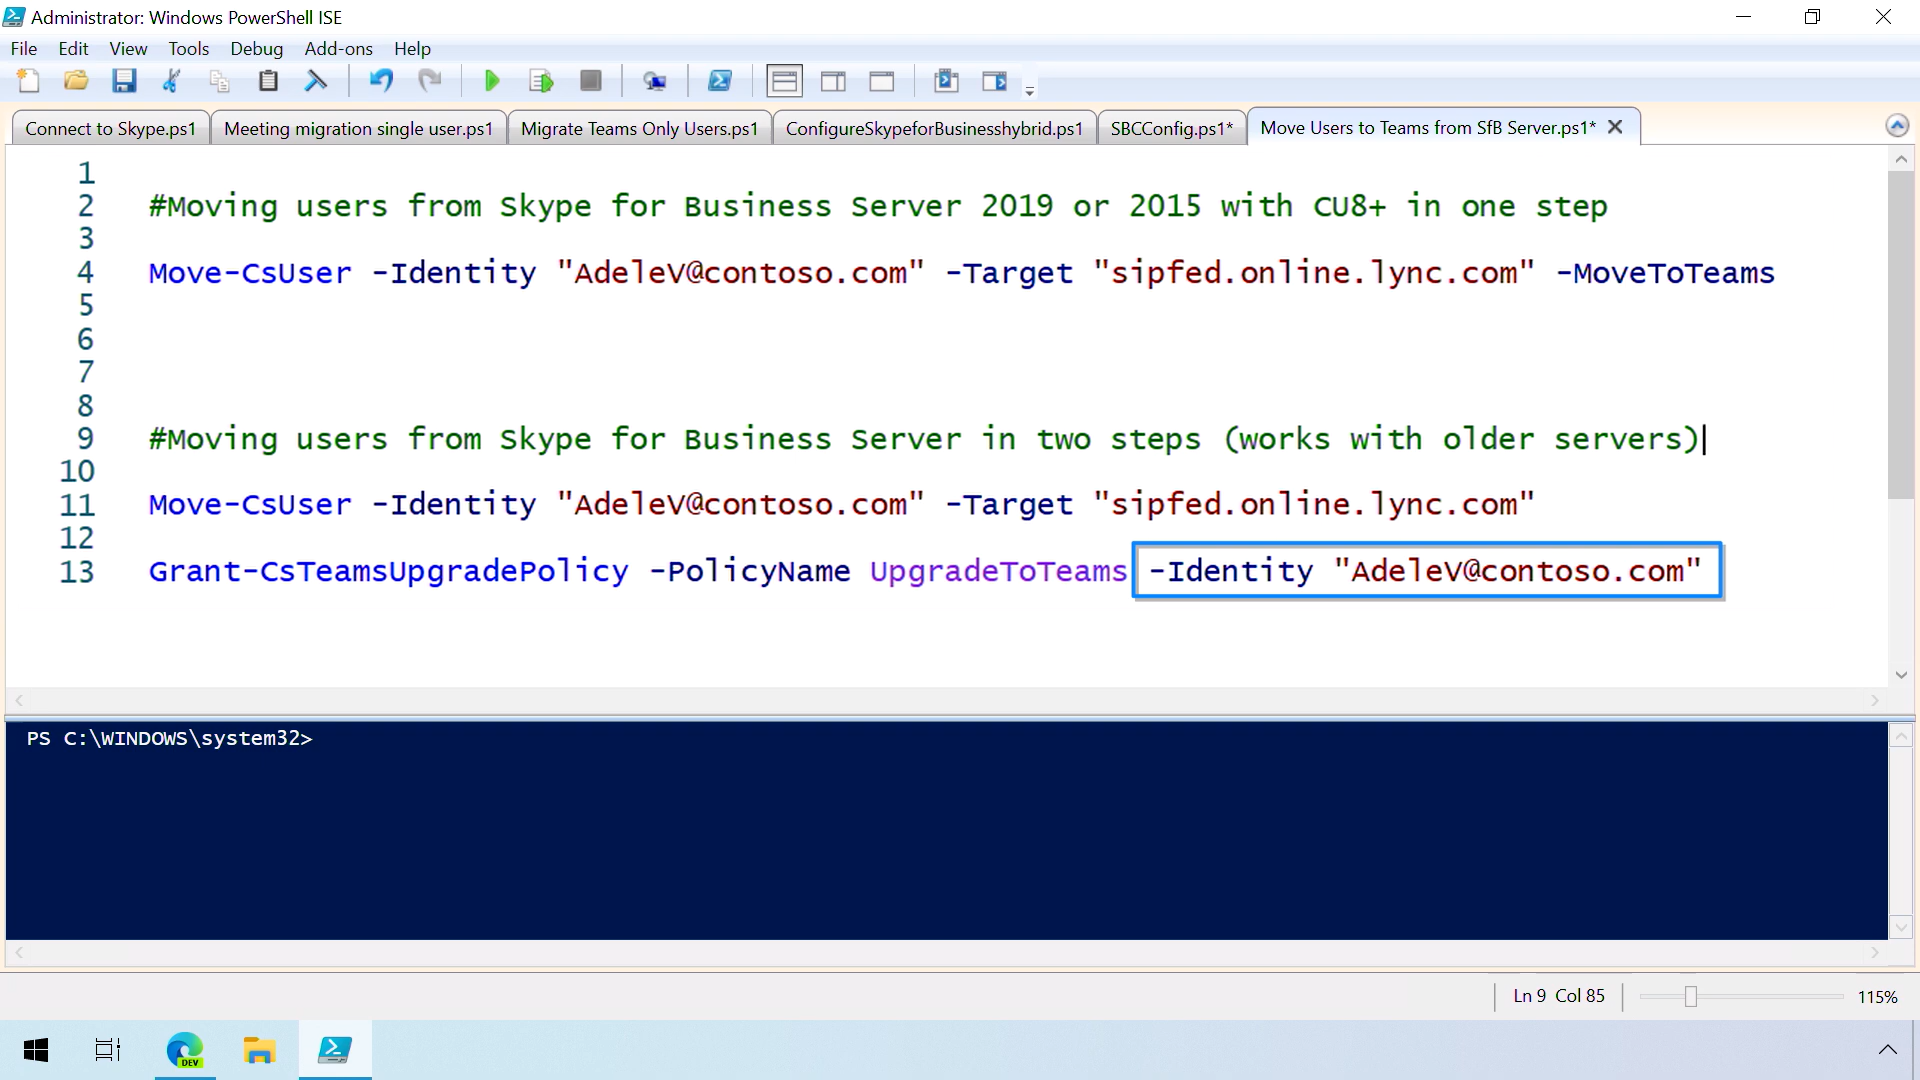 Administrator: Windows PowerShell ISE
File Edit View Tools Debug Add-ons Help
Connect to Skype.ps1 Meeting migration single user.ps1 Migrate Teams Only Users.ps1 ConfigureSkypeforBusinesshybrid.ps1 SBCConfig.ps1* Move Users to Teams from SfB Server.ps1*
1
2 #Moving users from Skype for Business Server 2019 or 2015 with CU8+ in one step
3
4 Move-CsUser -Identity "AdeleV@contoso.com" -Target "sipfed.online.lync.com" -MoveToTeams
5
6
7
8
9 #Moving users from Skype for Business Server in two steps (works with older servers)
10
11 Move-CsUser -Identity "AdeleV@contoso.com" -Target "sipfed.online.lync.com"
12
13 Grant-CsTeamsUpgradePolicy -PolicyName UpgradeToTeams -Identity "AdeleV@contoso.com"
PS C:\WINDOWS\system32>
Ln 9 Col 85 115%
DEV